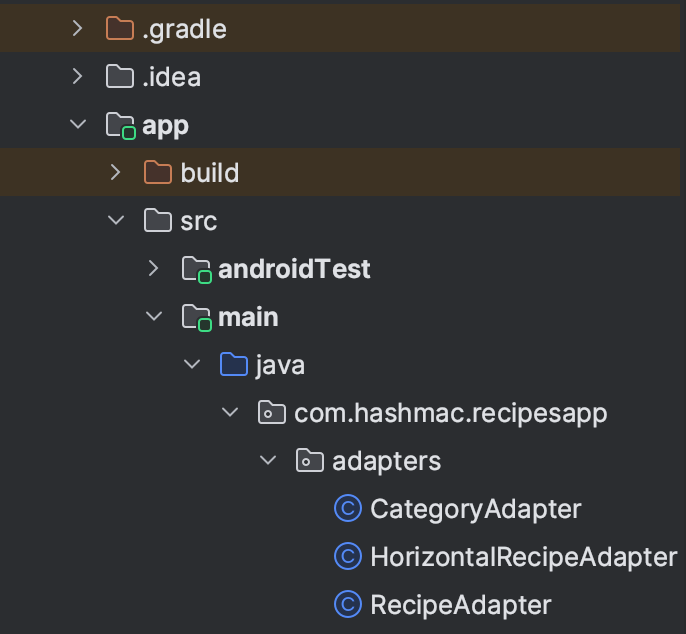 .gradle
.idea
app
build
src
androidTest
main
java
com.hashmac.recipesapp
adapters
CategoryAdapter
HorizontalRecipeAdapter
RecipeAdapter